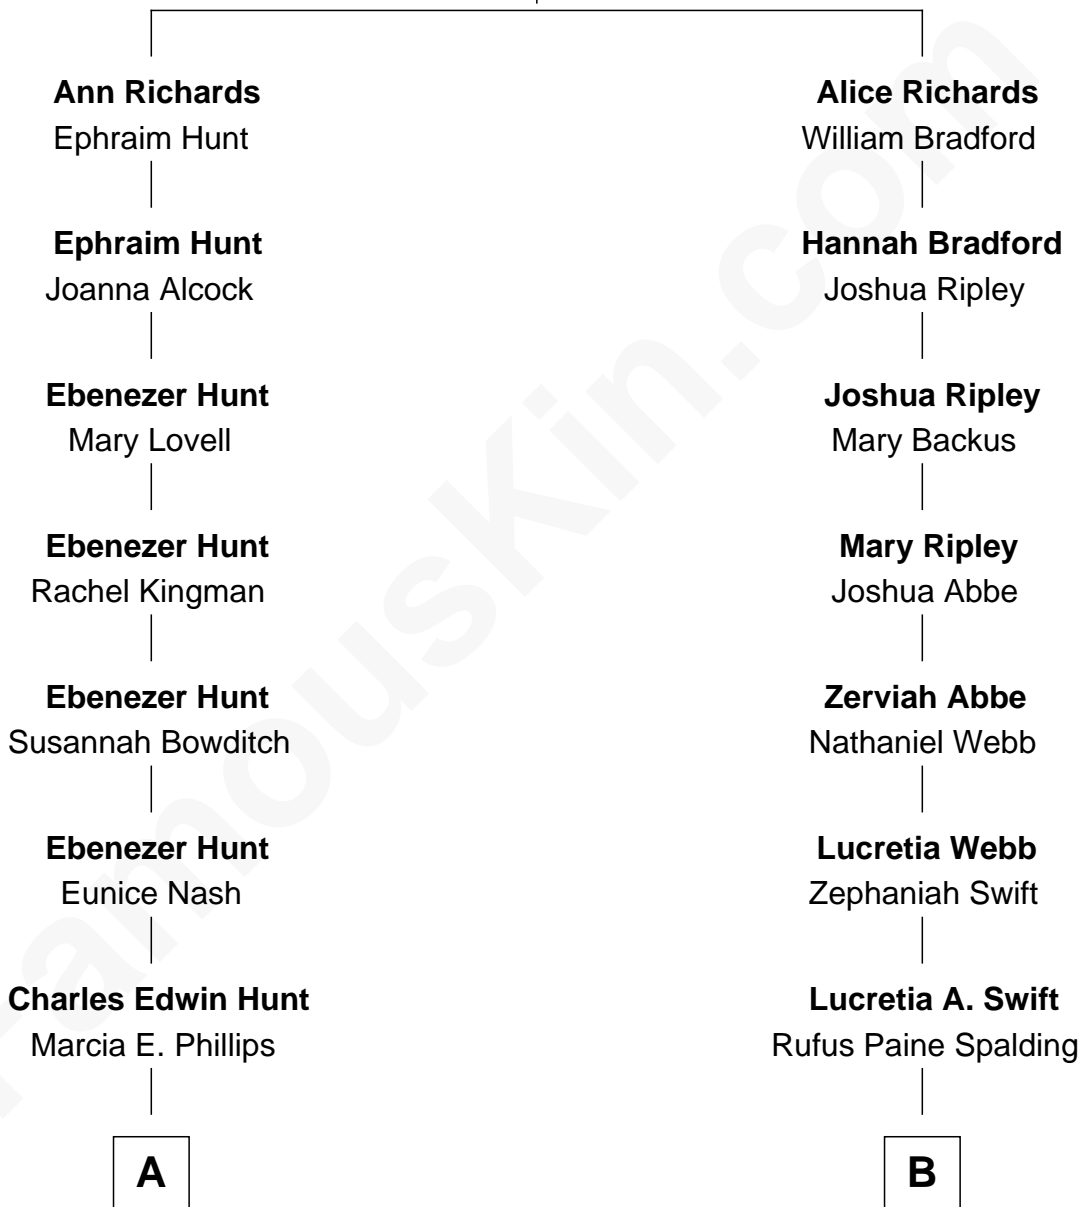 Ann Richards
Ephraim Hunt
Ephraim Hunt
Joanna Alcock
Ebenezer Hunt
Mary Lovell
Ebenezer Hunt
Rachel Kingman
Ebenezer Hunt
Susannah Bowditch
Ebenezer Hunt
Eunice Nash
Charles Edwin Hunt
Marcia E. Phillips
A
Alice Richards
William Bradford
Hannah Bradford
Joshua Ripley
Joshua Ripley
Mary Backus
Mary Ripley
Joshua Abbe
Zerviah Abbe
Nathaniel Webb
Lucretia Webb
Zephaniah Swift
Lucretia A. Swift
Rufus Paine Spalding
B
FamousKin.com